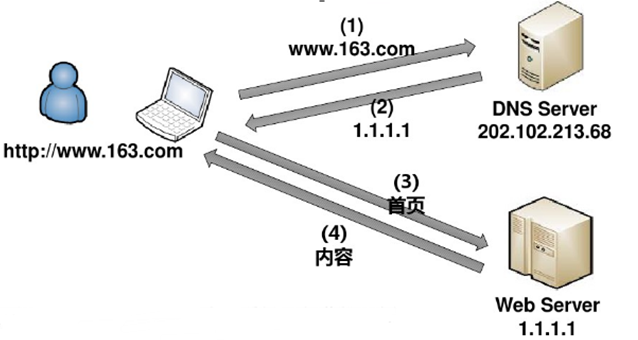 (1)
www.163.com
(2)
1.1.1.1
DNS Server
202.102.213.68
http://www.163.com
(3)
首页
(4)
内容
Web Server
1.1.1.1